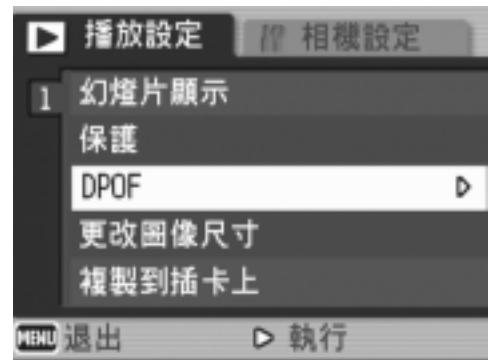 播放設定 相機設定
1 幻燈片顯示
保護
DPOF
更改圖像尺寸
複製到插卡上
MENU 退出 執行